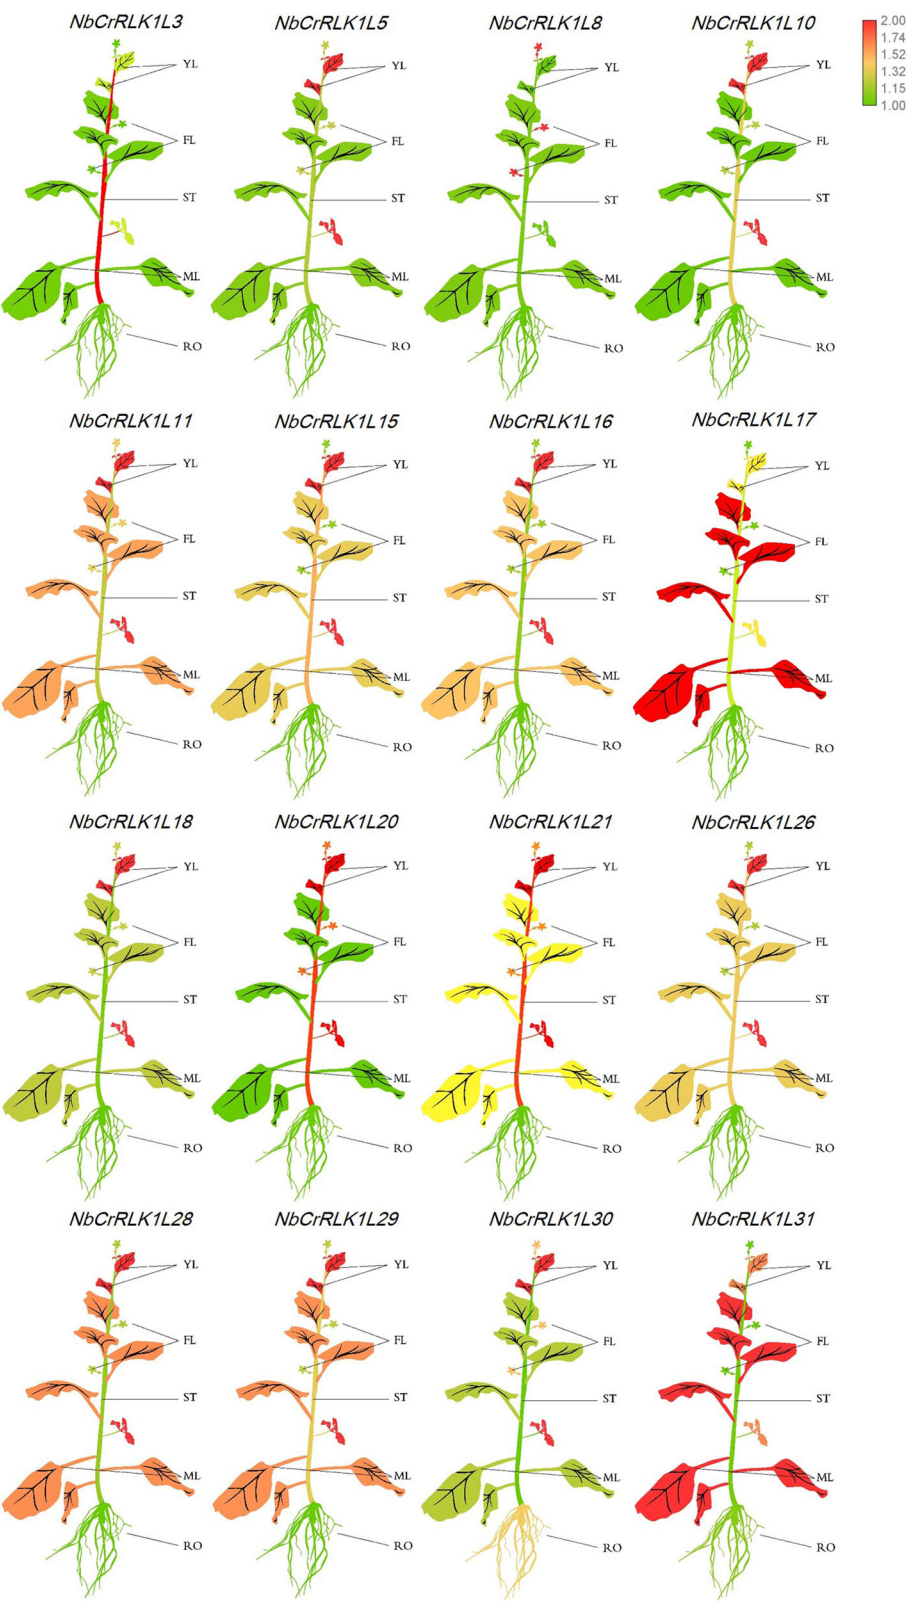 NbCrRLK1L3 NbCrRLK1L5 NbCrRLK1L8 NbCrRLK1L10
2.00
1.74
1.52
1.32
1.15
1.00
YL YL YL YL
FL FL FL FL
ST ST ST ST
ML ML ML ML
RO RO RO RO
NbCrRLK1L11 NbCrRLK1L15 NbCrRLK1L16 NbCrRLK1L17
YL YL YL YL
FL FL FL FL
ST ST ST ST
ML ML ML ML
RO RO RO RO
NbCrRLK1L18 NbCrRLK1L20 NbCrRLK1L21 NbCrRLK1L26
YL YL YL YL
FL FL FL FL
ST ST ST ST
ML ML ML ML
RO RO RO RO
NbCrRLK1L28 NbCrRLK1L29 NbCrRLK1L30 NbCrRLK1L31
YL YL YL YL
FL FL FL FL
ST ST ST ST
ML ML ML ML
RO RO RO RO